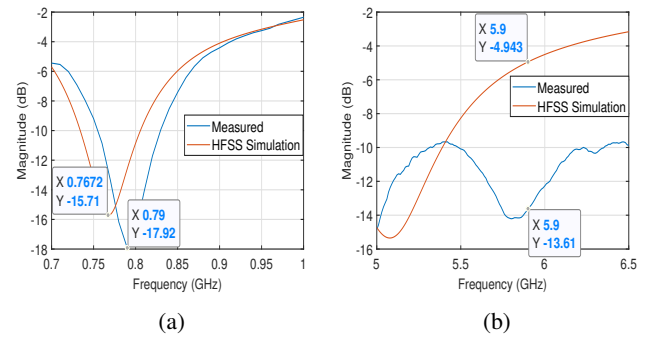 -2
-4
-6
-8
-10
-12
-14
-16
-18
Magnitude (dB)
Measured
HFSS Simulation
X 0.7672
Y -15.71
X 0.79
Y -17.92
0.7 0.75 0.8 0.85 0.9 0.95 1
Frequency (GHz)
(a)
-2
-4
-6
-8
-10
-12
-14
-16
Magnitude (dB)
X 5.9
Y -4.943
Measured
HFSS Simulation
X 5.9
Y -13.61
5 5.5 6 6.5
Frequency (GHz)
(b)